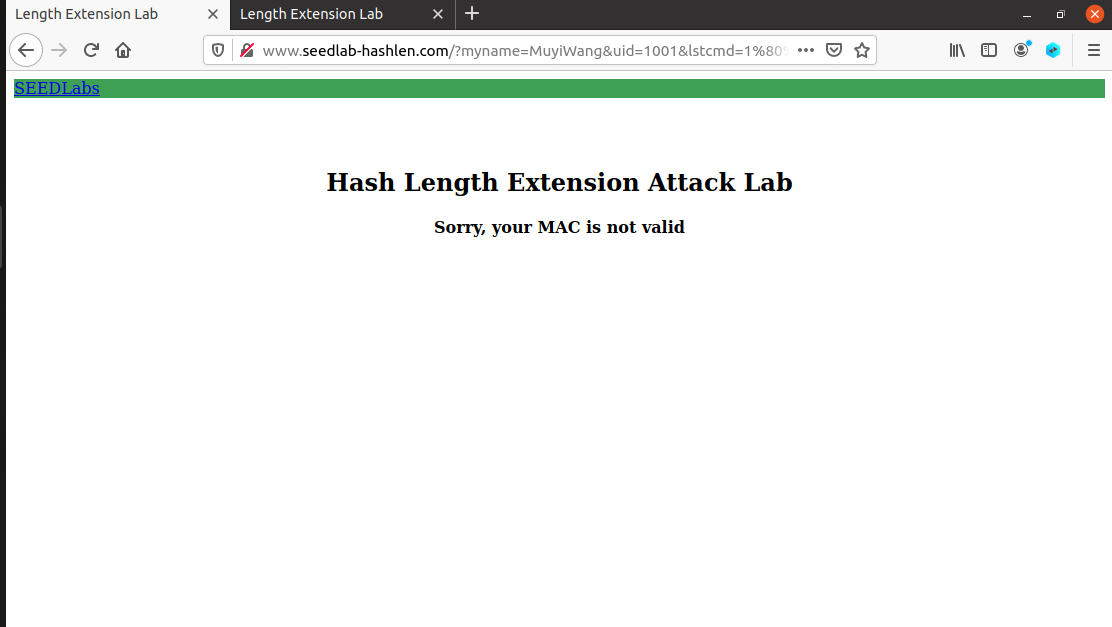 Length Extension Lab
Length Extension Lab
www.seedlab-hashlen.com/?myname=MuyiWang&uid=1001&lstcmd=1%80%
SEEDLabs
Hash Length Extension Attack Lab
Sorry, your MAC is not valid